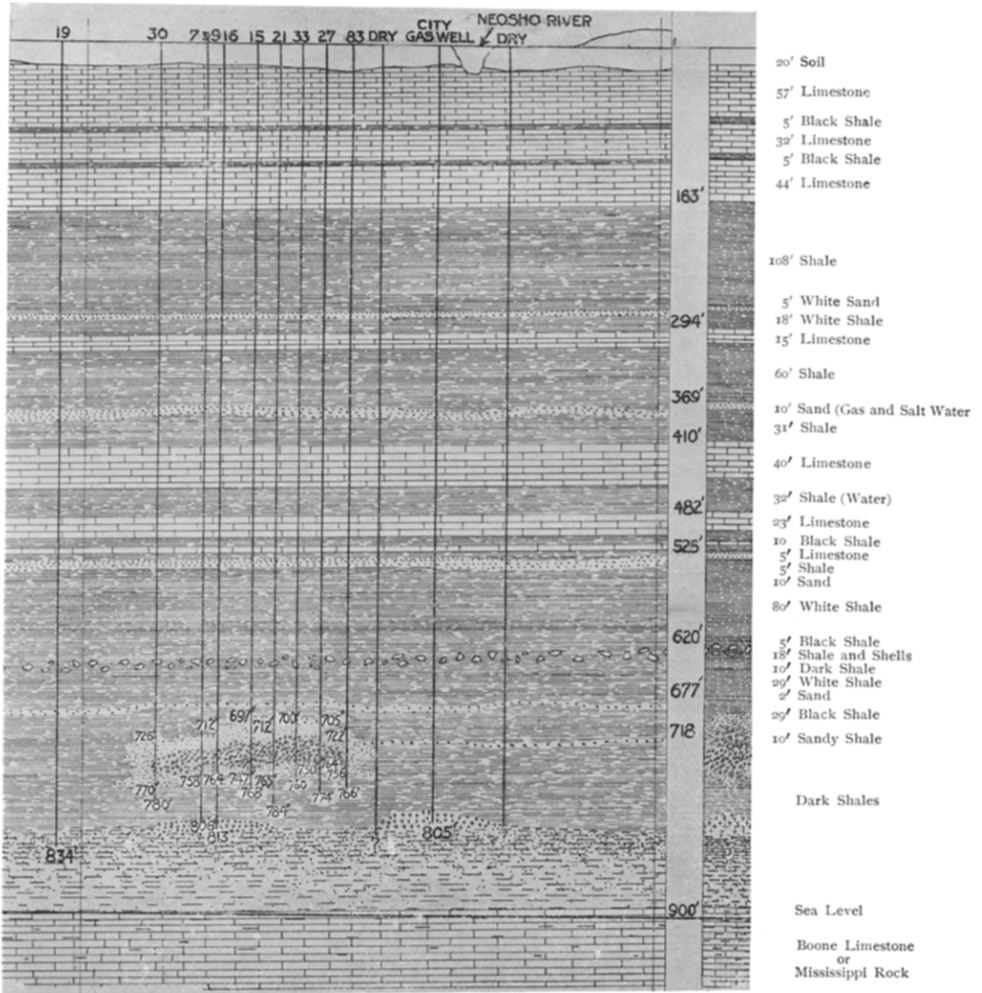 CITY NEOSHO RIVER
19 30 7 8 9 16 15 21 33 27 83 DRY GAS WELL DRY
20' Soil
57' Limestone
5' Black Shale
32' Limestone
5' Black Shale
44' Limestone
163'
108' Shale
5' White Sand
294'
18' White Shale
15' Limestone
60' Shale
369'
10' Sand (Gas and Salt Water
31' Shale
410'
40' Limestone
32' Shale (Water)
482'
23' Limestone
10 Black Shale
525'
5' Limestone
5' Shale
10' Sand
80' White Shale
620'
5' Black Shale
18' Shale and Shells
10' Dark Shale
29' White Shale
677'
2' Sand
29' Black Shale
712' 691' 712' 700' 705'
718
726' 722'
10' Sandy Shale
758' 764' 747' 765' 760' 756'
770' 768' 774' 766'
780' 784'
Dark Shales
808'
813 805'
834'
900'
Sea Level
Boone Limestone
or
Mississippi Rock